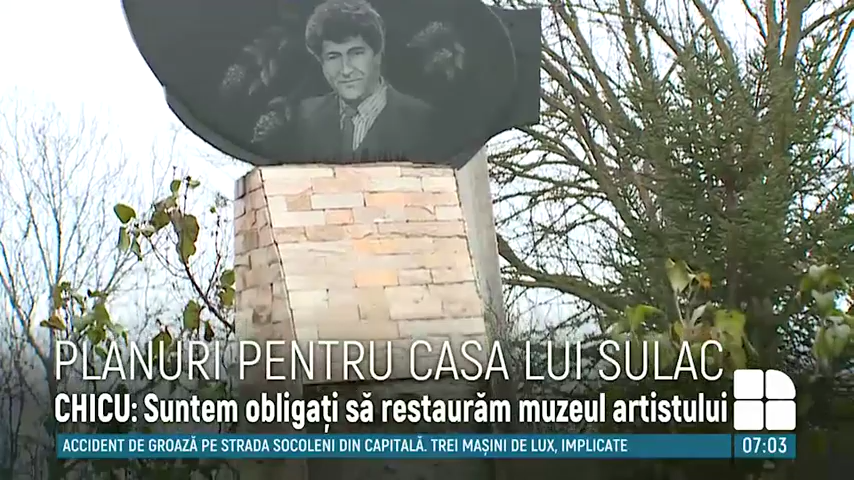 PLANURI PENTRU CASA LUI SULAC
CHICU: Suntem obligați să restaurăm muzeul artistului
ACCIDENT DE GROAZĂ PE STRADA SOCOLENI DIN CAPITALĂ. TREI MAȘINI DE LUX, IMPLICATE
07:03